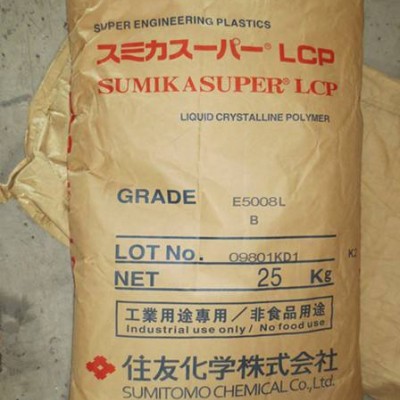 SUPER ENGINEERING PLASTICS
スミカスーパー® LCP
SUMIKASUPER® LCP
LIQUID CRYSTALLINE POLYMER
GRADE E5008L
B
LOT No. 09801KD1
NET 25 Kg
工業用途専用/非食品用途
Industrial use only / No food use
住友化学株式会社
SUMITOMO CHEMICAL Co., Ltd.